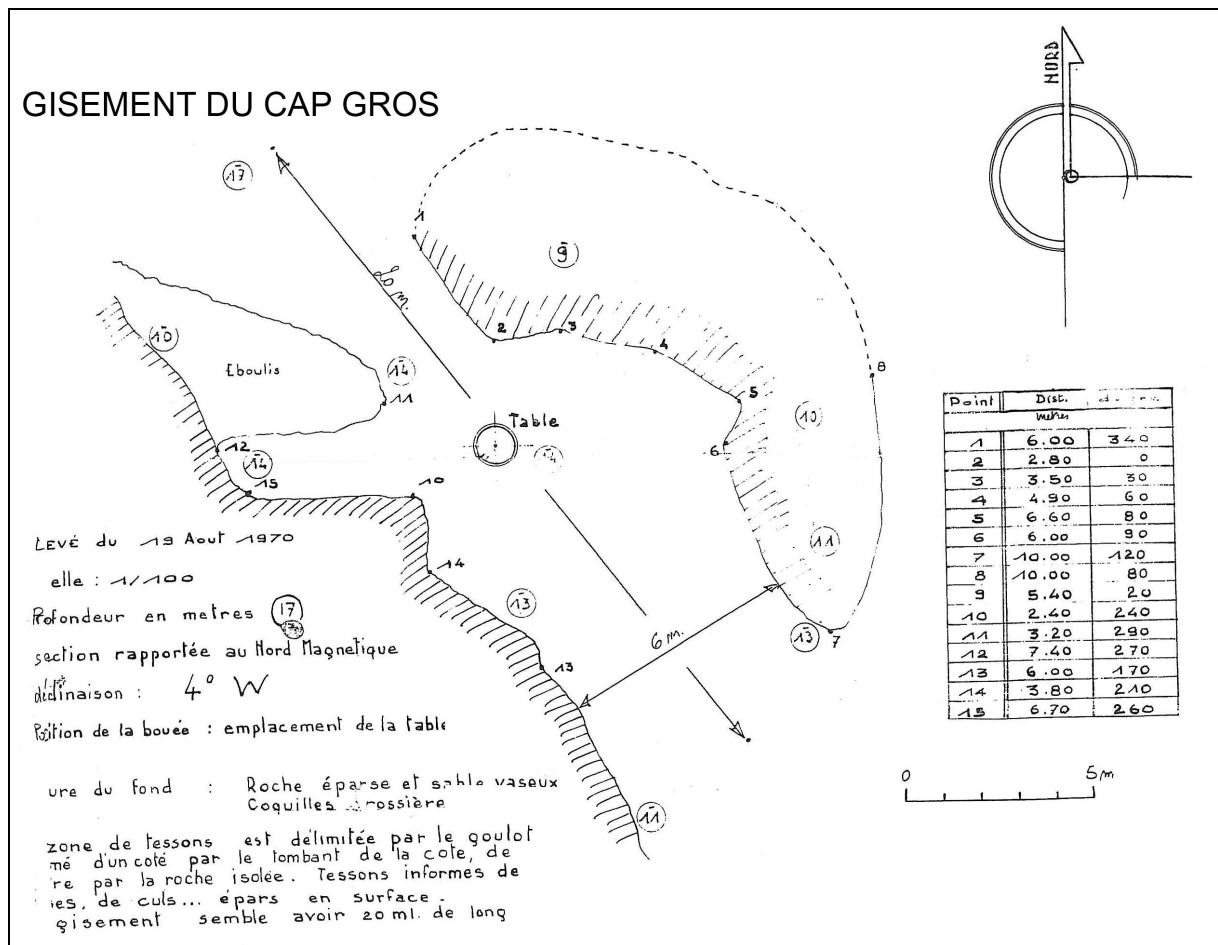 GISEMENT DU CAP GROS
NORD
17
20 m.
1
9
2
3
4
5
6
8
10
Eboulis
14
11
12
14
15
10
Table
14
10
14
13
13
11
13
7
6 m.
11
Levé du 19 Aout 1970
elle : 1/100
Profondeur en metres 17
section rapportée au Nord Magnetique
déclinaison : 4° W
Position de la bouée : emplacement de la table
ure du fond : Roche éparse et sable vaseux
Coquilles grossière
zone de tessons est délimitée par le goulot
mé d'un coté par le tombant de la cote, de
re par la roche isolée. Tessons informes de
es, de culs... épars en surface.
gisement semble avoir 20 ml. de long
Point Dist.
metres
1 6.00 340
2 2.80 0
3 3.50 30
4 4.90 60
5 6.60 80
6 6.00 90
7 10.00 120
8 10.00 80
9 5.40 20
10 2.40 240
11 3.20 290
12 7.40 270
13 6.00 170
14 3.80 210
15 6.70 260
0 5m